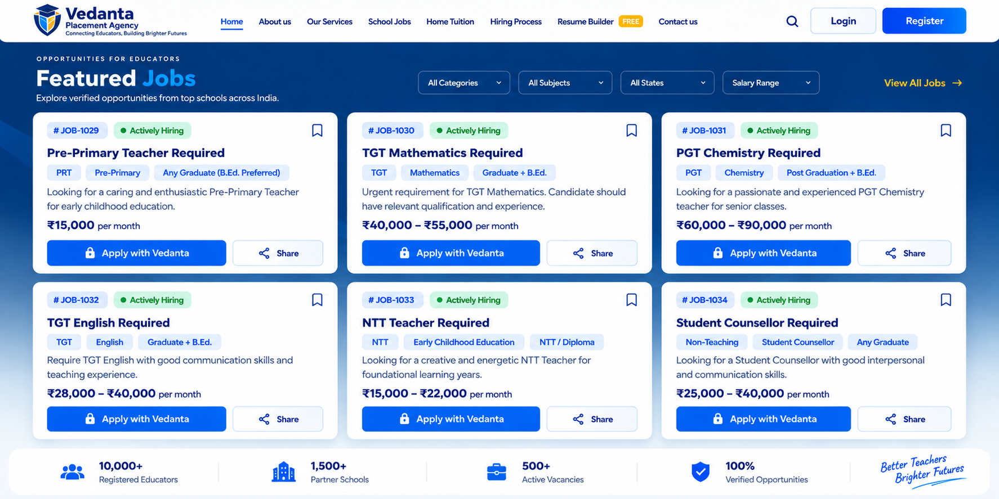 Vedanta
Placement Agency
Connecting Educators, Building Brighter Futures
Home
About us
Our Services
School Jobs
Home Tuition
Hiring Process
Resume Builder FREE
Contact us
Login
Register
OPPORTUNITIES FOR EDUCATORS
Featured Jobs
Explore verified opportunities from top schools across India.
All Categories
All Subjects
All States
Salary Range
View All Jobs →
# JOB-1029
Actively Hiring
Pre-Primary Teacher Required
PRT
Pre-Primary
Any Graduate (B.Ed. Preferred)
Looking for a caring and enthusiastic Pre-Primary Teacher
for early childhood education.
₹15,000 per month
Apply with Vedanta
Share
# JOB-1030
Actively Hiring
TGT Mathematics Required
TGT
Mathematics
Graduate + B.Ed.
Urgent requirement for TGT Mathematics. Candidate should
have relevant qualification and experience.
₹40,000 – ₹55,000 per month
Apply with Vedanta
Share
# JOB-1031
Actively Hiring
PGT Chemistry Required
PGT
Chemistry
Post Graduation + B.Ed.
Looking for a passionate and experienced PGT Chemistry
teacher for senior classes.
₹60,000 – ₹90,000 per month
Apply with Vedanta
Share
# JOB-1032
Actively Hiring
TGT English Required
TGT
English
Graduate + B.Ed.
Require TGT English with good communication skills and
teaching experience.
₹28,000 – ₹40,000 per month
Apply with Vedanta
Share
# JOB-1033
Actively Hiring
NTT Teacher Required
NTT
Early Childhood Education
NTT / Diploma
Looking for a creative and energetic NTT Teacher for
foundational learning years.
₹15,000 – ₹22,000 per month
Apply with Vedanta
Share
# JOB-1034
Actively Hiring
Student Counsellor Required
Non-Teaching
Student Counsellor
Any Graduate
Looking for a Student Counsellor with good interpersonal
and communication skills.
₹25,000 – ₹40,000 per month
Apply with Vedanta
Share
10,000+
Registered Educators
1,500+
Partner Schools
500+
Active Vacancies
100%
Verified Opportunities
Better Teachers
Brighter Futures